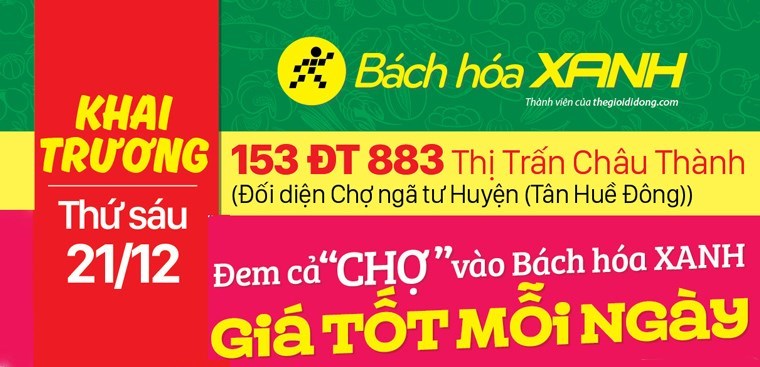 KHAI
TRƯƠNG
Thứ sáu
21/12
Bách hóa XANH
Thành viên của thegioididong.com
153 ĐT 883 Thị Trấn Châu Thành
(Đối diện Chợ ngã tư Huyện (Tân Huề Đông))
Đem cả “CHỢ” vào Bách hóa XANH
Giá TỐT MỖI NGÀY